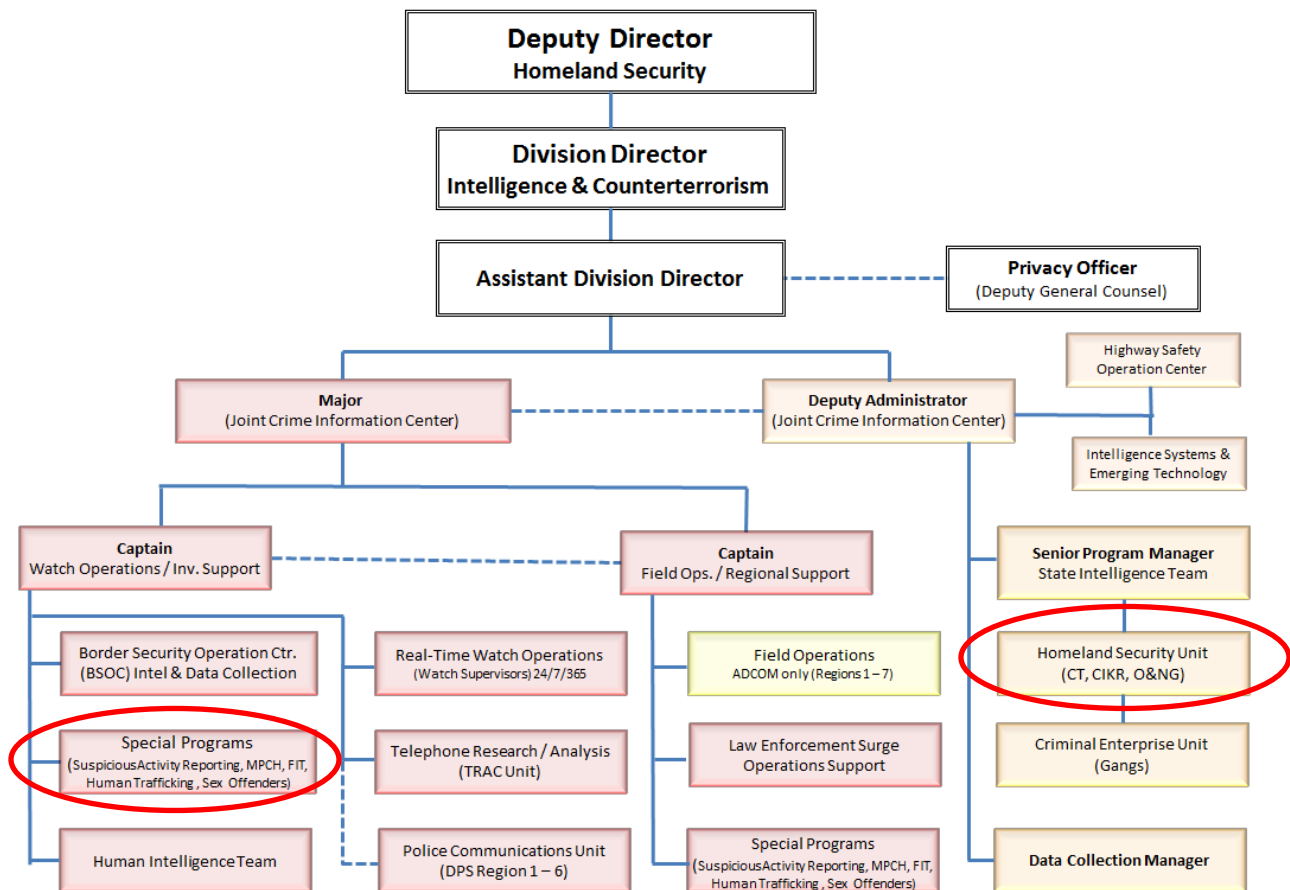 Deputy Director
Homeland Security
Division Director
Intelligence & Counterterrorism
Assistant Division Director
Privacy Officer
(Deputy General Counsel)
Highway Safety
Operation Center
Major
(Joint Crime Information Center)
Deputy Administrator
(Joint Crime Information Center)
Intelligence Systems &
Emerging Technology
Captain
Watch Operations / Inv. Support
Captain
Field Ops. / Regional Support
Senior Program Manager
State Intelligence Team
Border Security Operation Ctr.
(BSOC) Intel & Data Collection
Real-Time Watch Operations
(Watch Supervisors) 24/7/365
Field Operations
ADCOM only (Regions 1 – 7)
Homeland Security Unit
(CT, CIKR, O&NG)
Special Programs
(SuspiciousActivity Reporting, MPCH, FIT,
Human Trafficking , Sex Offenders)
Telephone Research / Analysis
(TRAC Unit)
Law Enforcement Surge
Operations Support
Criminal Enterprise Unit
(Gangs)
Human Intelligence Team
Police Communications Unit
(DPS Region 1 – 6)
Special Programs
(SuspiciousActivity Reporting, MPCH, FIT,
Human Trafficking , Sex Offenders)
Data Collection Manager